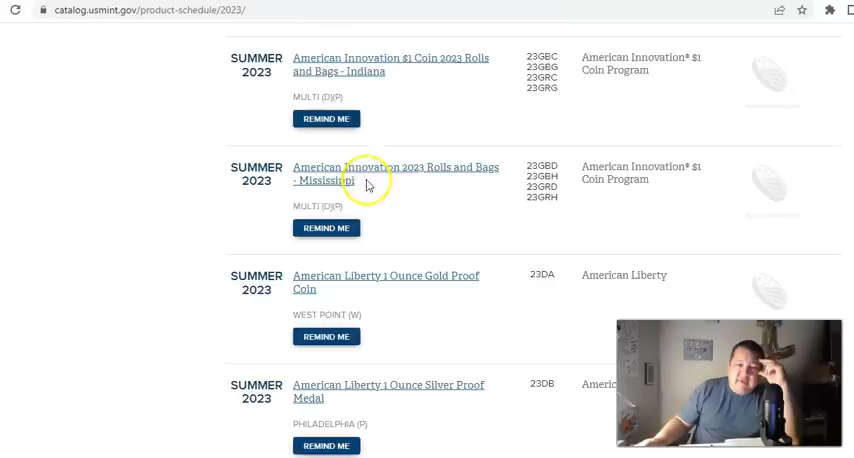 catalog.usmint.gov/product-schedule/2023/
SUMMER
2023
American Innovation $1 Coin 2023 Rolls
and Bags - Indiana
MULTI (D)(P)
REMIND ME
23GBC
23GBG
23GRC
23GRG
American Innovation® $1
Coin Program
SUMMER
2023
American Innovation 2023 Rolls and Bags
- Mississippi
MULTI (D)(P)
REMIND ME
23GBD
23GBH
23GRD
23GRH
American Innovation® $1
Coin Program
SUMMER
2023
American Liberty 1 Ounce Gold Proof
Coin
WEST POINT (W)
REMIND ME
23DA
American Liberty
SUMMER
2023
American Liberty 1 Ounce Silver Proof
Medal
PHILADELPHIA (P)
REMIND ME
23DB